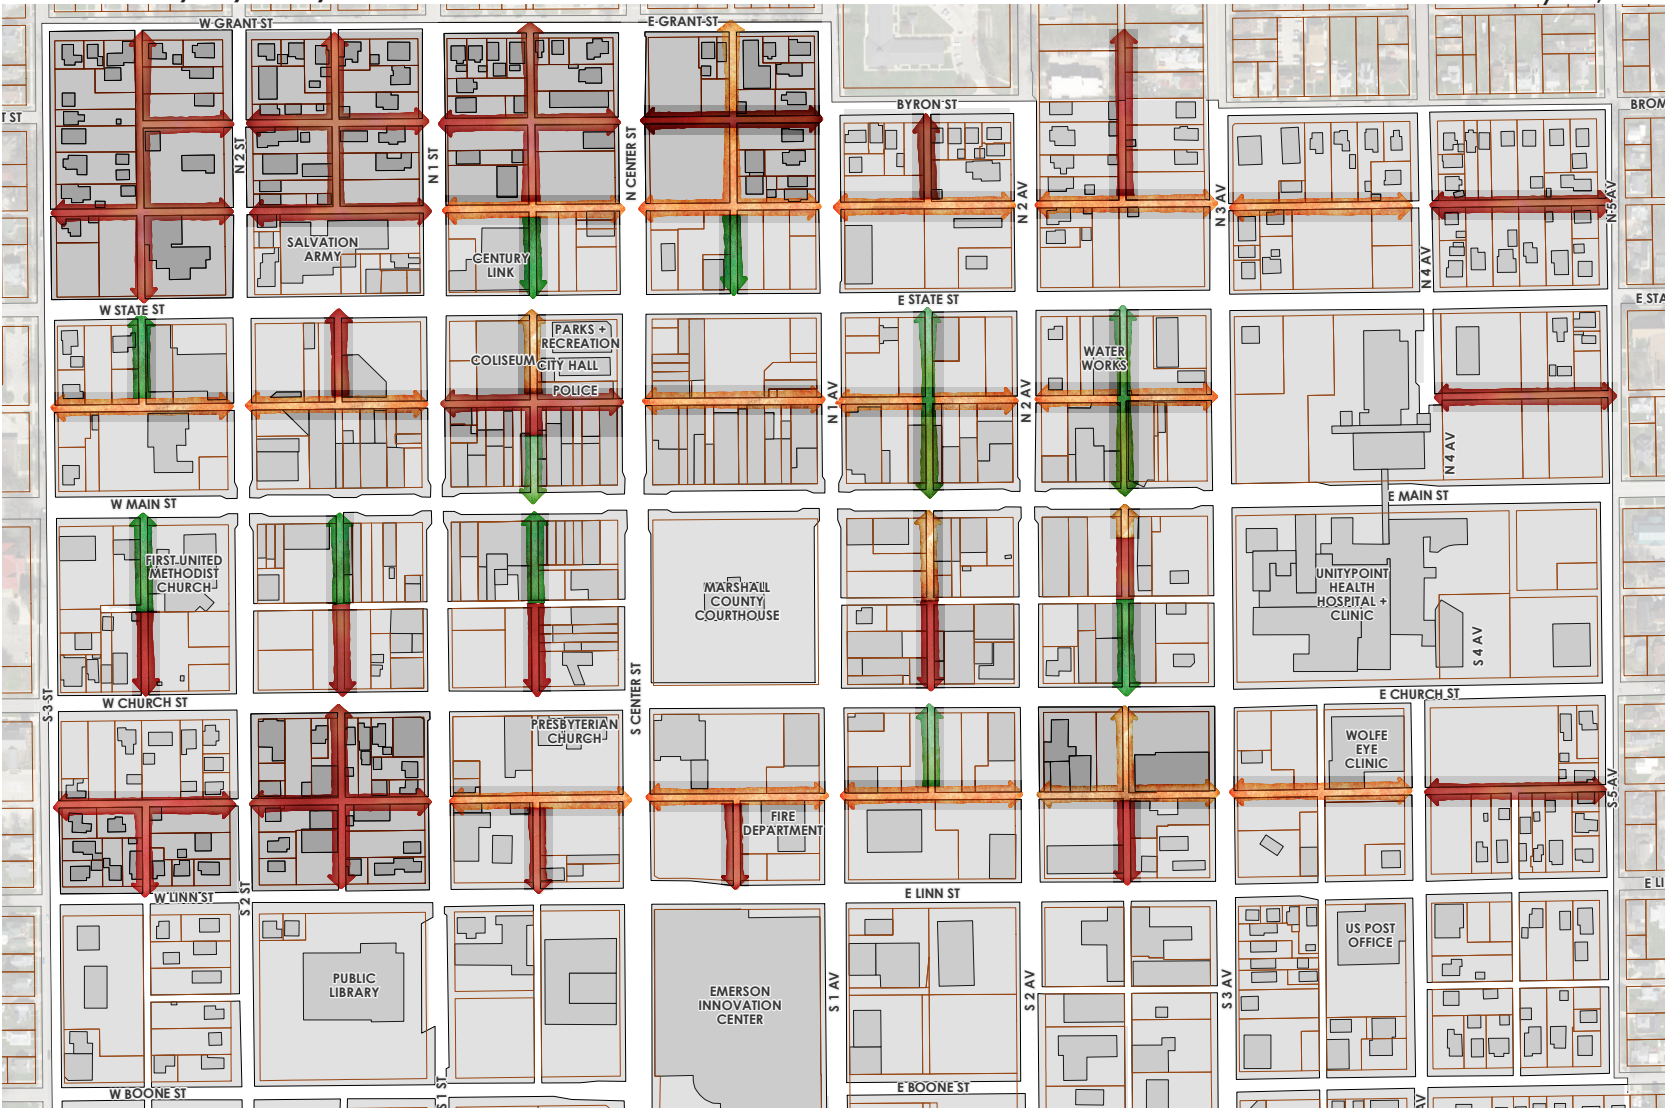 W GRANT ST
E GRANT ST
BYRON ST
BROM
T ST
N 2 ST
N 1 ST
N CENTER ST
N 2 AV
N 3 AV
N 5 AV
SALVATION
ARMY
CENTURY
LINK
N 4 AV
W STATE ST
E STATE ST
E STA
PARKS +
RECREATION
COLISEUM
CITY HALL
POLICE
WATER
WORKS
N 1 AV
N 2 AV
N 4 AV
W MAIN ST
E MAIN ST
FIRST UNITED
METHODIST
CHURCH
MARSHALL
COUNTY
COURTHOUSE
UNITYPOINT
HEALTH
HOSPITAL +
CLINIC
S 4 AV
S 3 ST
S CENTER ST
W CHURCH ST
E CHURCH ST
PRESBYTERIAN
CHURCH
WOLFE
EYE
CLINIC
S 5 AV
FIRE
DEPARTMENT
W LINN ST
E LINN ST
E LI
S 2 ST
US POST
OFFICE
PUBLIC
LIBRARY
EMERSON
INNOVATION
CENTER
S 1 AV
S 2 AV
S 3 AV
W BOONE ST
S 1 ST
E BOONE ST
AV